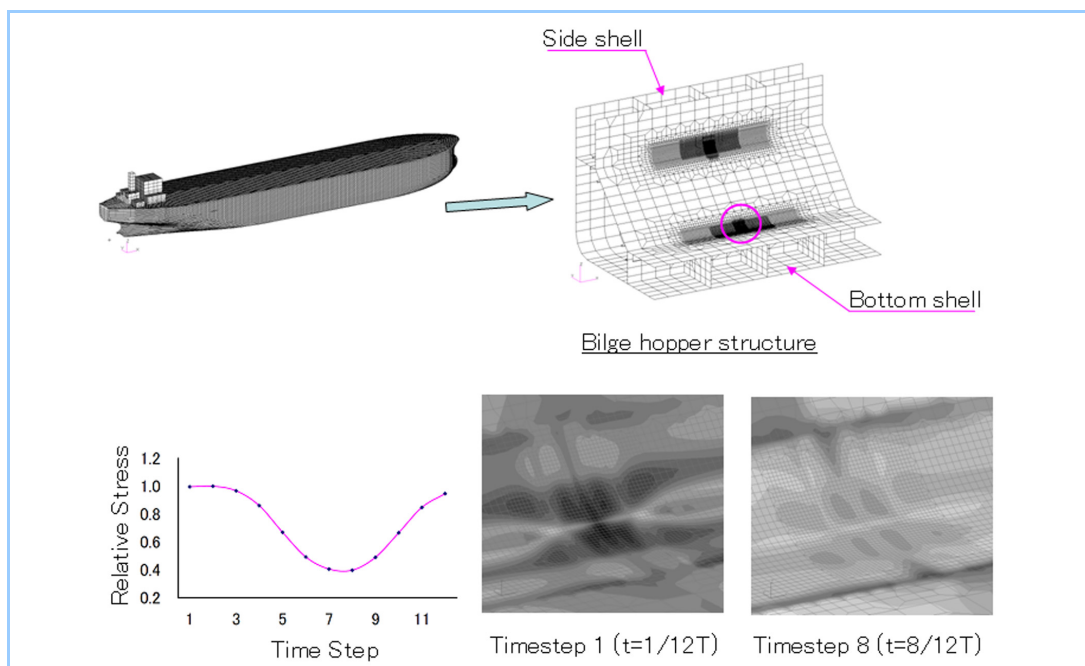 Side shell
Bottom shell
Bilge hopper structure
Relative Stress
1.2
1.0
0.8
0.6
0.4
0.2
1 3 5 7 9 11
Time Step
Timestep 1 (t=1/12T)
Timestep 8 (t=8/12T)